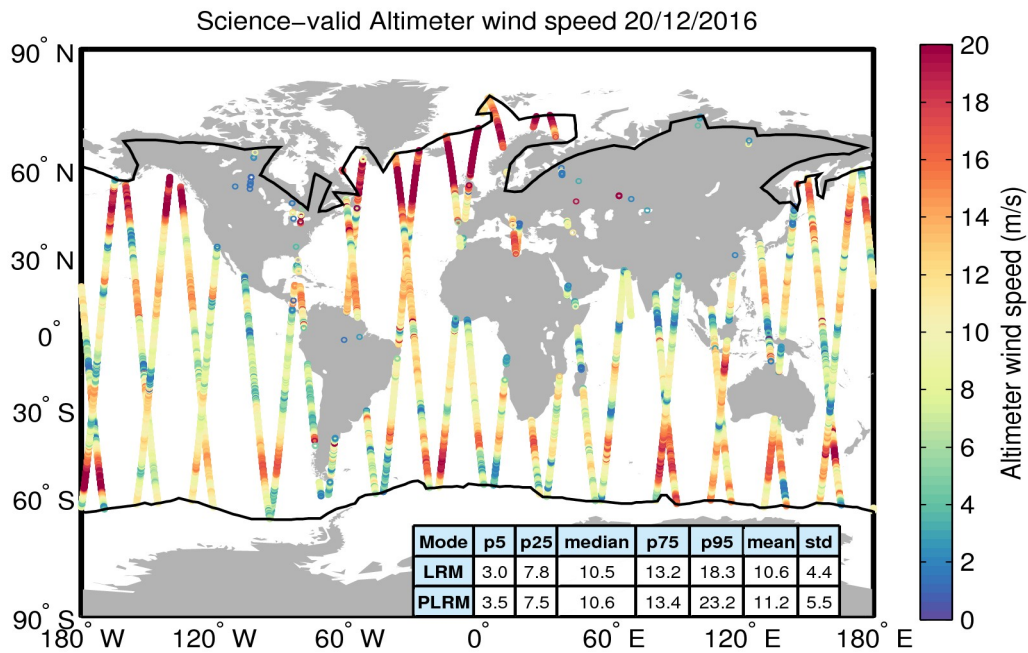 Science−valid Altimeter wind speed 20/12/2016
90° N
60° N
30° N
0°
30° S
60° S
90° S
180° W
120° W
60° W
0°
60° E
120° E
180° E
Mode p5 p25 median p75 p95 mean std
LRM 3.0 7.8 10.5 13.2 18.3 10.6 4.4
PLRM 3.5 7.5 10.6 13.4 23.2 11.2 5.5
20
18
16
14
12
10
8
6
4
2
0
Altimeter wind speed (m/s)